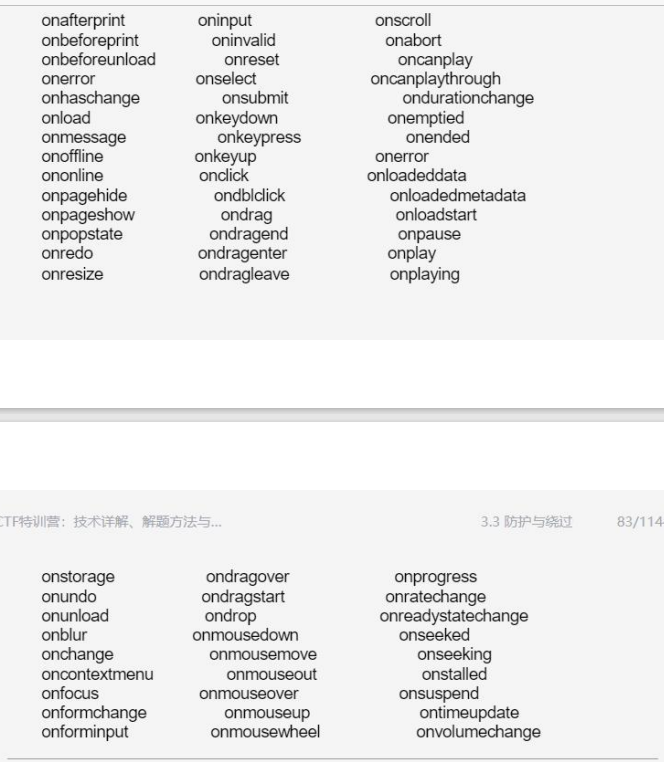 onafterprint oninput onscroll
onbeforeprint oninvalid onabort
onbeforeunload onreset oncanplay
onerror onselect oncanplaythrough
onhaschange onsubmit ondurationchange
onload onkeydown onemptied
onmessage onkeypress onended
onoffline onkeyup onerror
ononline onclick onloadeddata
onpagehide ondblclick onloadedmetadata
onpageshow ondrag onloadstart
onpopstate ondragend onpause
onredo ondragenter onplay
onresize ondragleave onplaying
CTF特训营：技术详解、解题方法与... 3.3 防护与绕过 83/114
onstorage ondragover onprogress
onundo ondragstart onratechange
onunload ondrop onreadystatechange
onblur onmousedown onseeked
onchange onmousemove onseeking
oncontextmenu onmouseout onstalled
onfocus onmouseover onsuspend
onformchange onmouseup ontimeupdate
onforminput onmousewheel onvolumechange